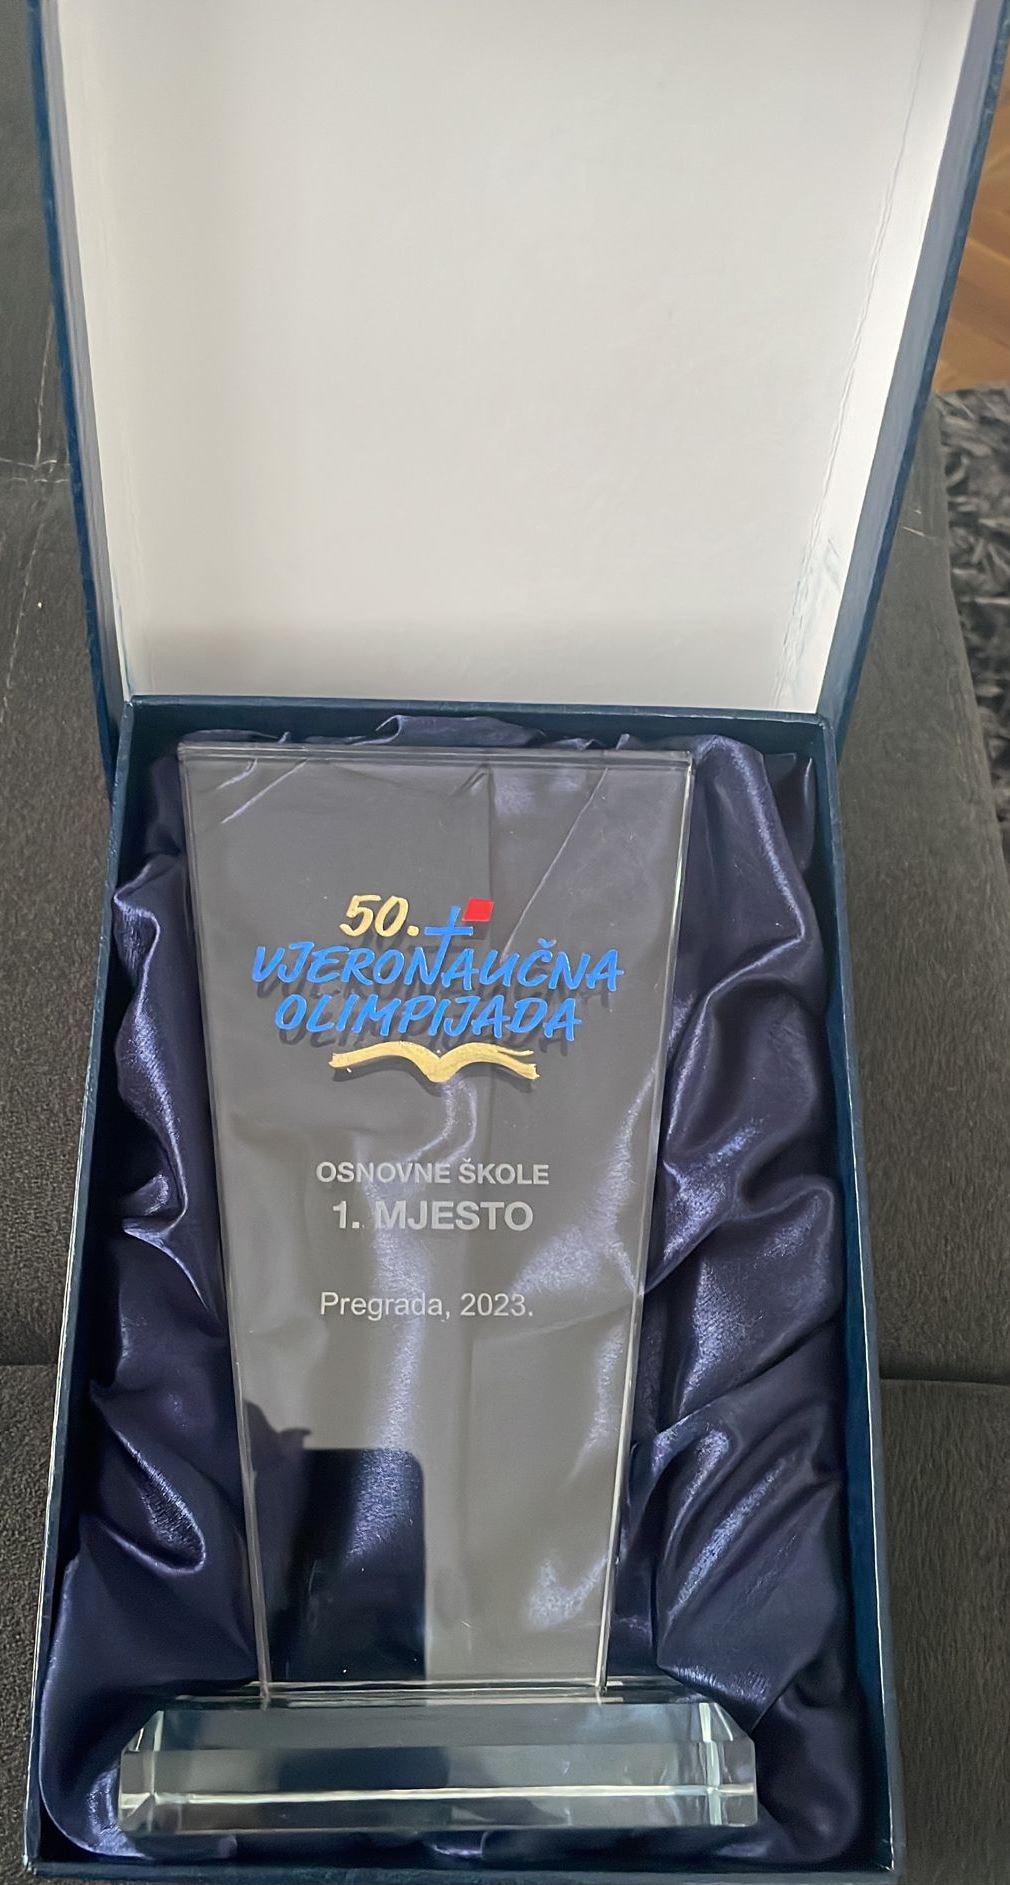 50.
VJERONAUČNA
OLIMPIJADA
OSNOVNE ŠKOLE
1. MJESTO
Pregrada, 2023.